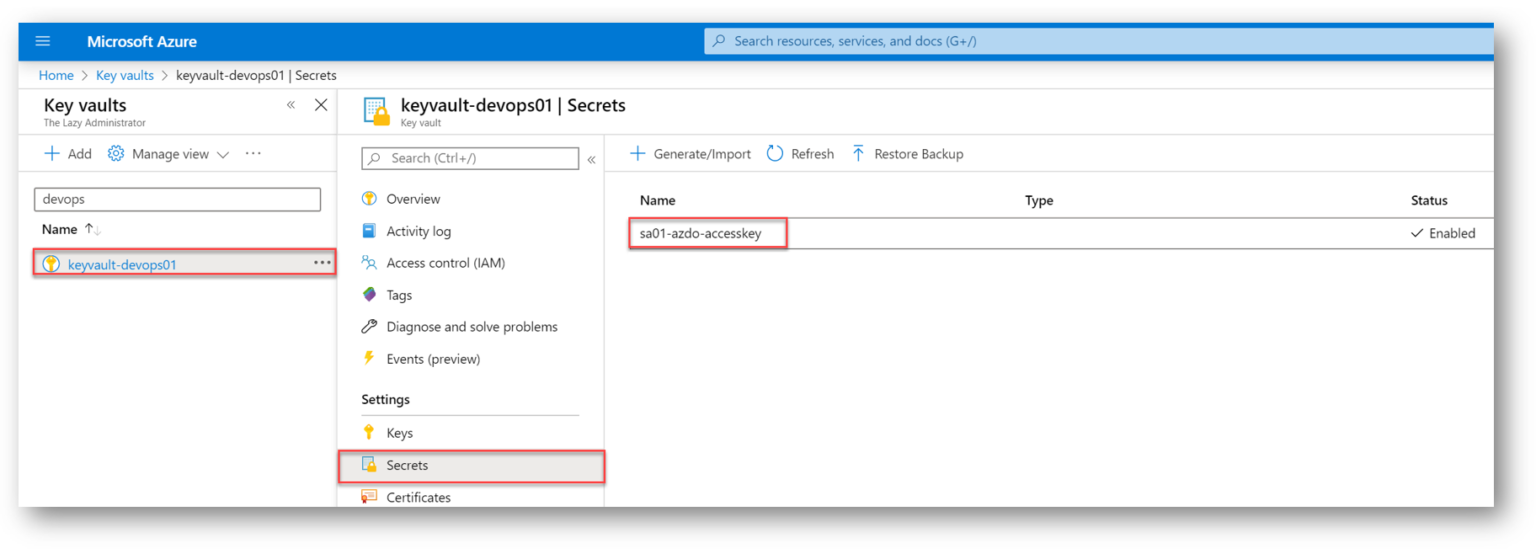 Microsoft Azure
Search resources, services, and docs (G+/)
Home > Key vaults > keyvault-devops01 | Secrets
Key vaults
The Lazy Administrator
keyvault-devops01 | Secrets
Key vault
Add Manage view ...
devops
Name
keyvault-devops01 ...
Search (Ctrl+/)
Overview
Activity log
Access control (IAM)
Tags
Diagnose and solve problems
Events (preview)
Settings
Keys
Secrets
Certificates
Generate/Import Refresh Restore Backup
Name Type Status
sa01-azdo-accesskey Enabled